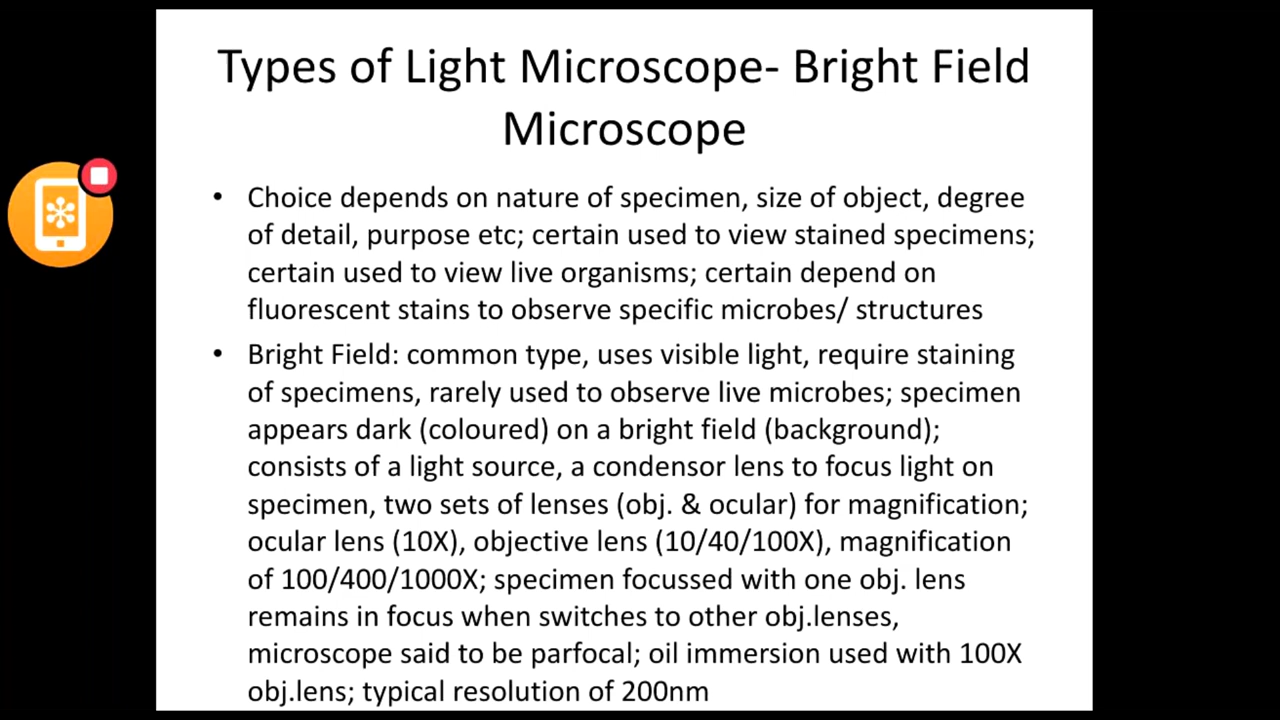 Types of Light Microscope- Bright Field
Microscope
• Choice depends on nature of specimen, size of object, degree
of detail, purpose etc; certain used to view stained specimens;
certain used to view live organisms; certain depend on
fluorescent stains to observe specific microbes/ structures
• Bright Field: common type, uses visible light, require staining
of specimens, rarely used to observe live microbes; specimen
appears dark (coloured) on a bright field (background);
consists of a light source, a condensor lens to focus light on
specimen, two sets of lenses (obj. & ocular) for magnification;
ocular lens (10X), objective lens (10/40/100X), magnification
of 100/400/1000X; specimen focussed with one obj. lens
remains in focus when switches to other obj.lenses,
microscope said to be parfocal; oil immersion used with 100X
obj.lens; typical resolution of 200nm